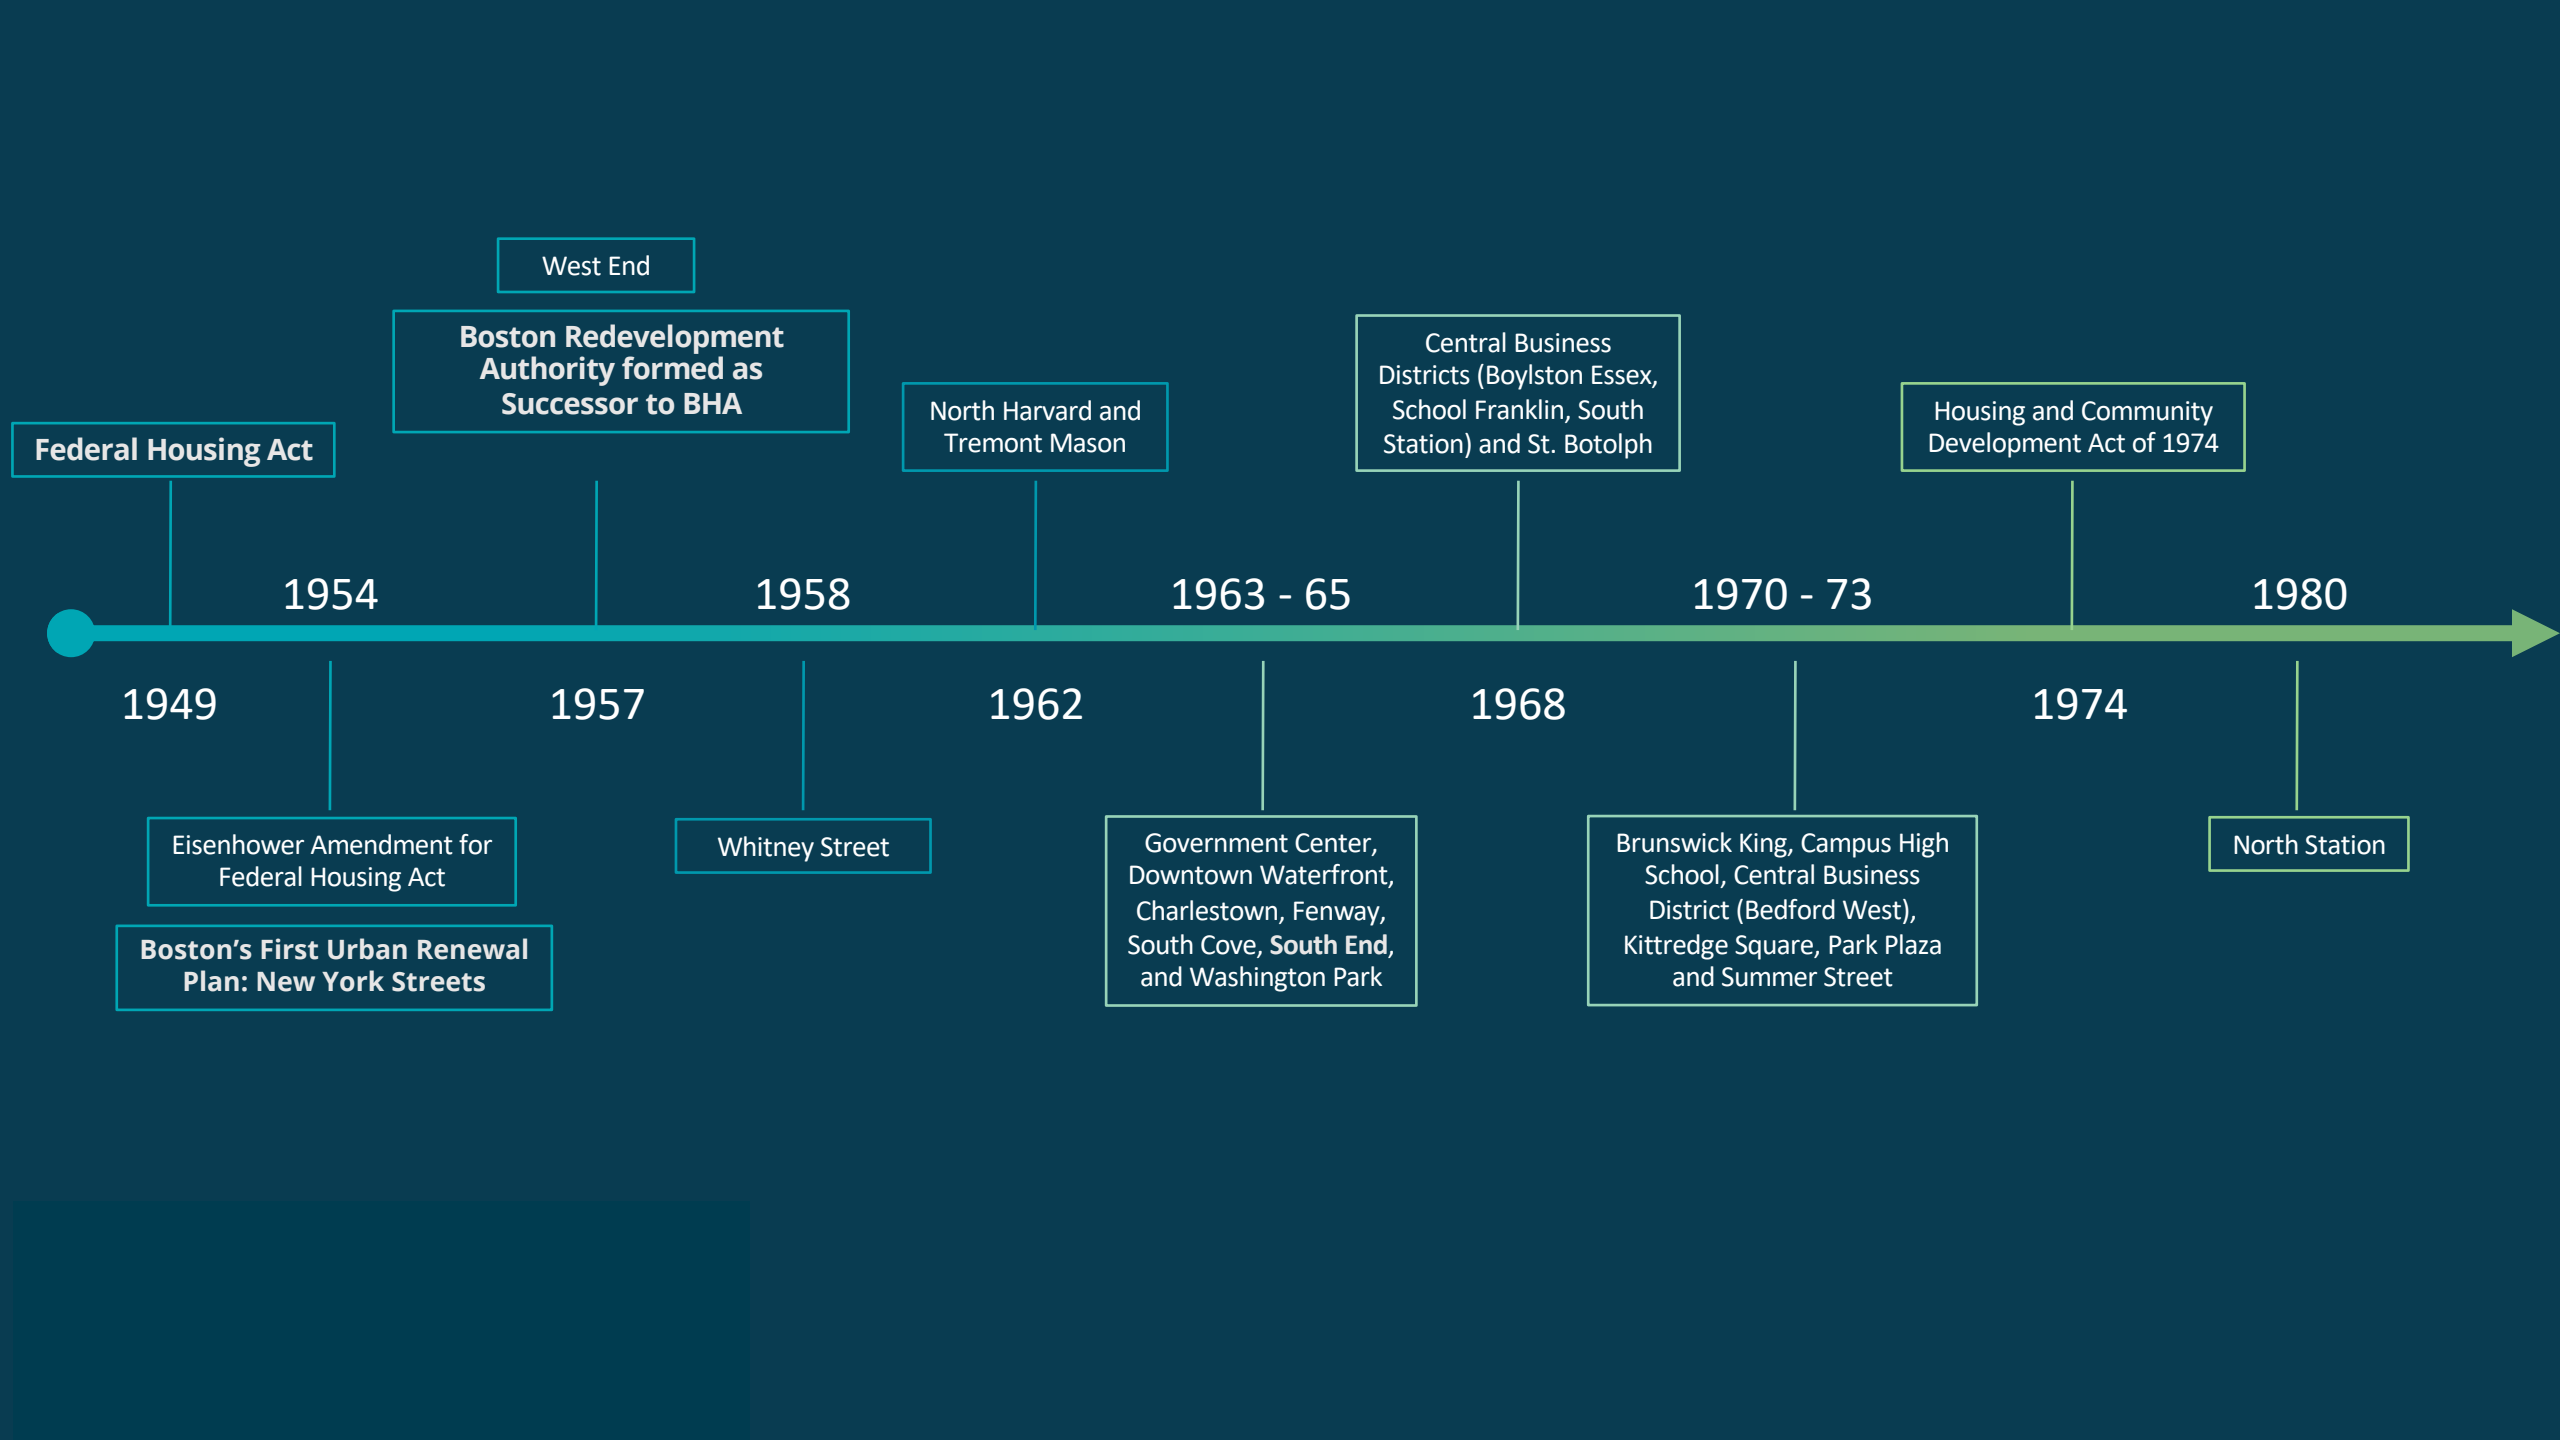 West End
Boston Redevelopment
Authority formed as
Successor to BHA
Federal Housing Act
North Harvard and
Tremont Mason
Central Business
Districts (Boylston Essex,
School Franklin, South
Station) and St. Botolph
Housing and Community
Development Act of 1974
1954
1958
1963 - 65
1970 - 73
1980
1949
1957
1962
1968
1974
Eisenhower Amendment for
Federal Housing Act
Boston’s First Urban Renewal
Plan: New York Streets
Whitney Street
Government Center,
Downtown Waterfront,
Charlestown, Fenway,
South Cove, South End,
and Washington Park
Brunswick King, Campus High
School, Central Business
District (Bedford West),
Kittredge Square, Park Plaza
and Summer Street
North Station